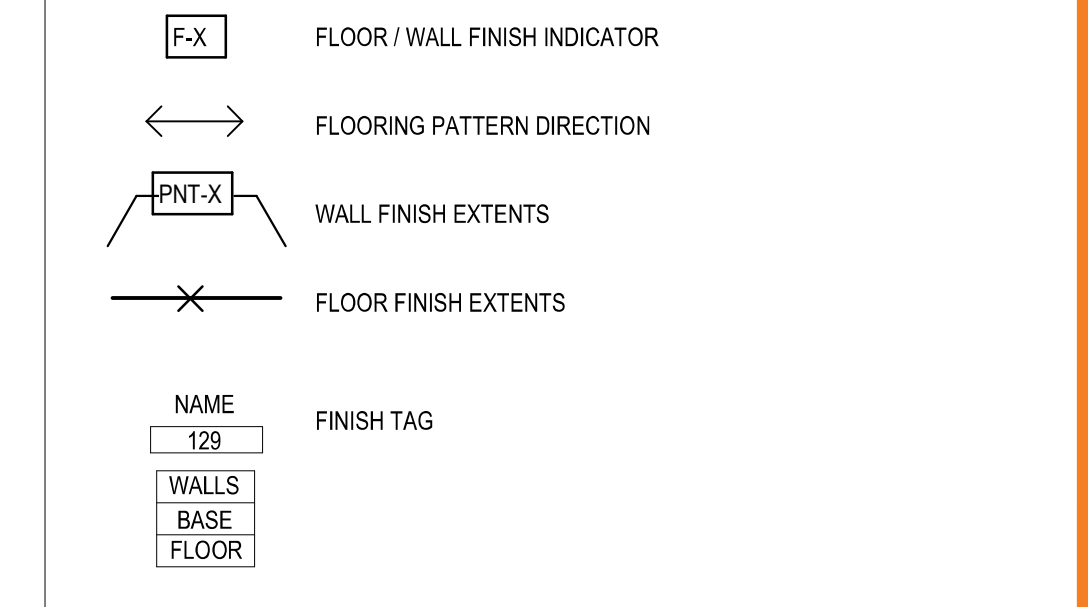 F-X FLOOR / WALL FINISH INDICATOR
FLOORING PATTERN DIRECTION
PNT-X WALL FINISH EXTENTS
FLOOR FINISH EXTENTS
NAME
129
FINISH TAG
WALLS
BASE
FLOOR